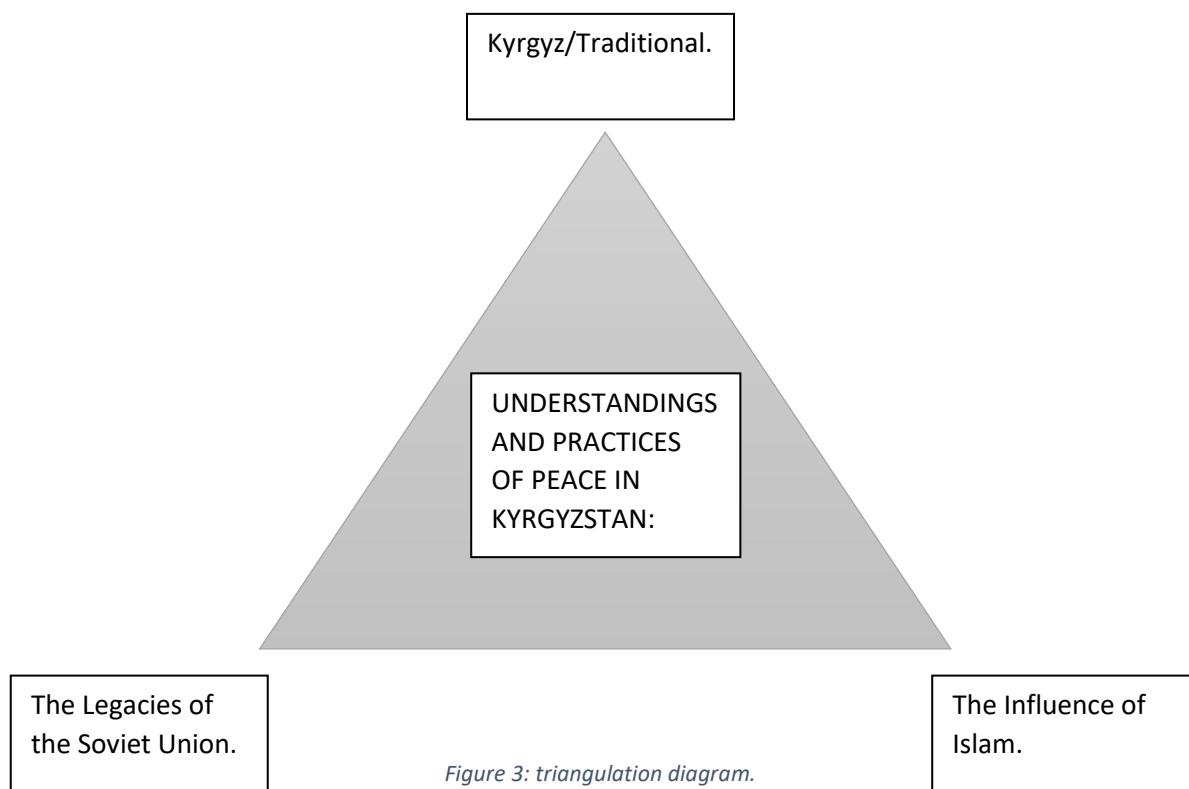 Kyrgyz/Traditional.
UNDERSTANDINGS
AND PRACTICES
OF PEACE IN
KYRGYZSTAN:
The Legacies of
the Soviet Union.
The Influence of
Islam.
Figure 3: triangulation diagram.